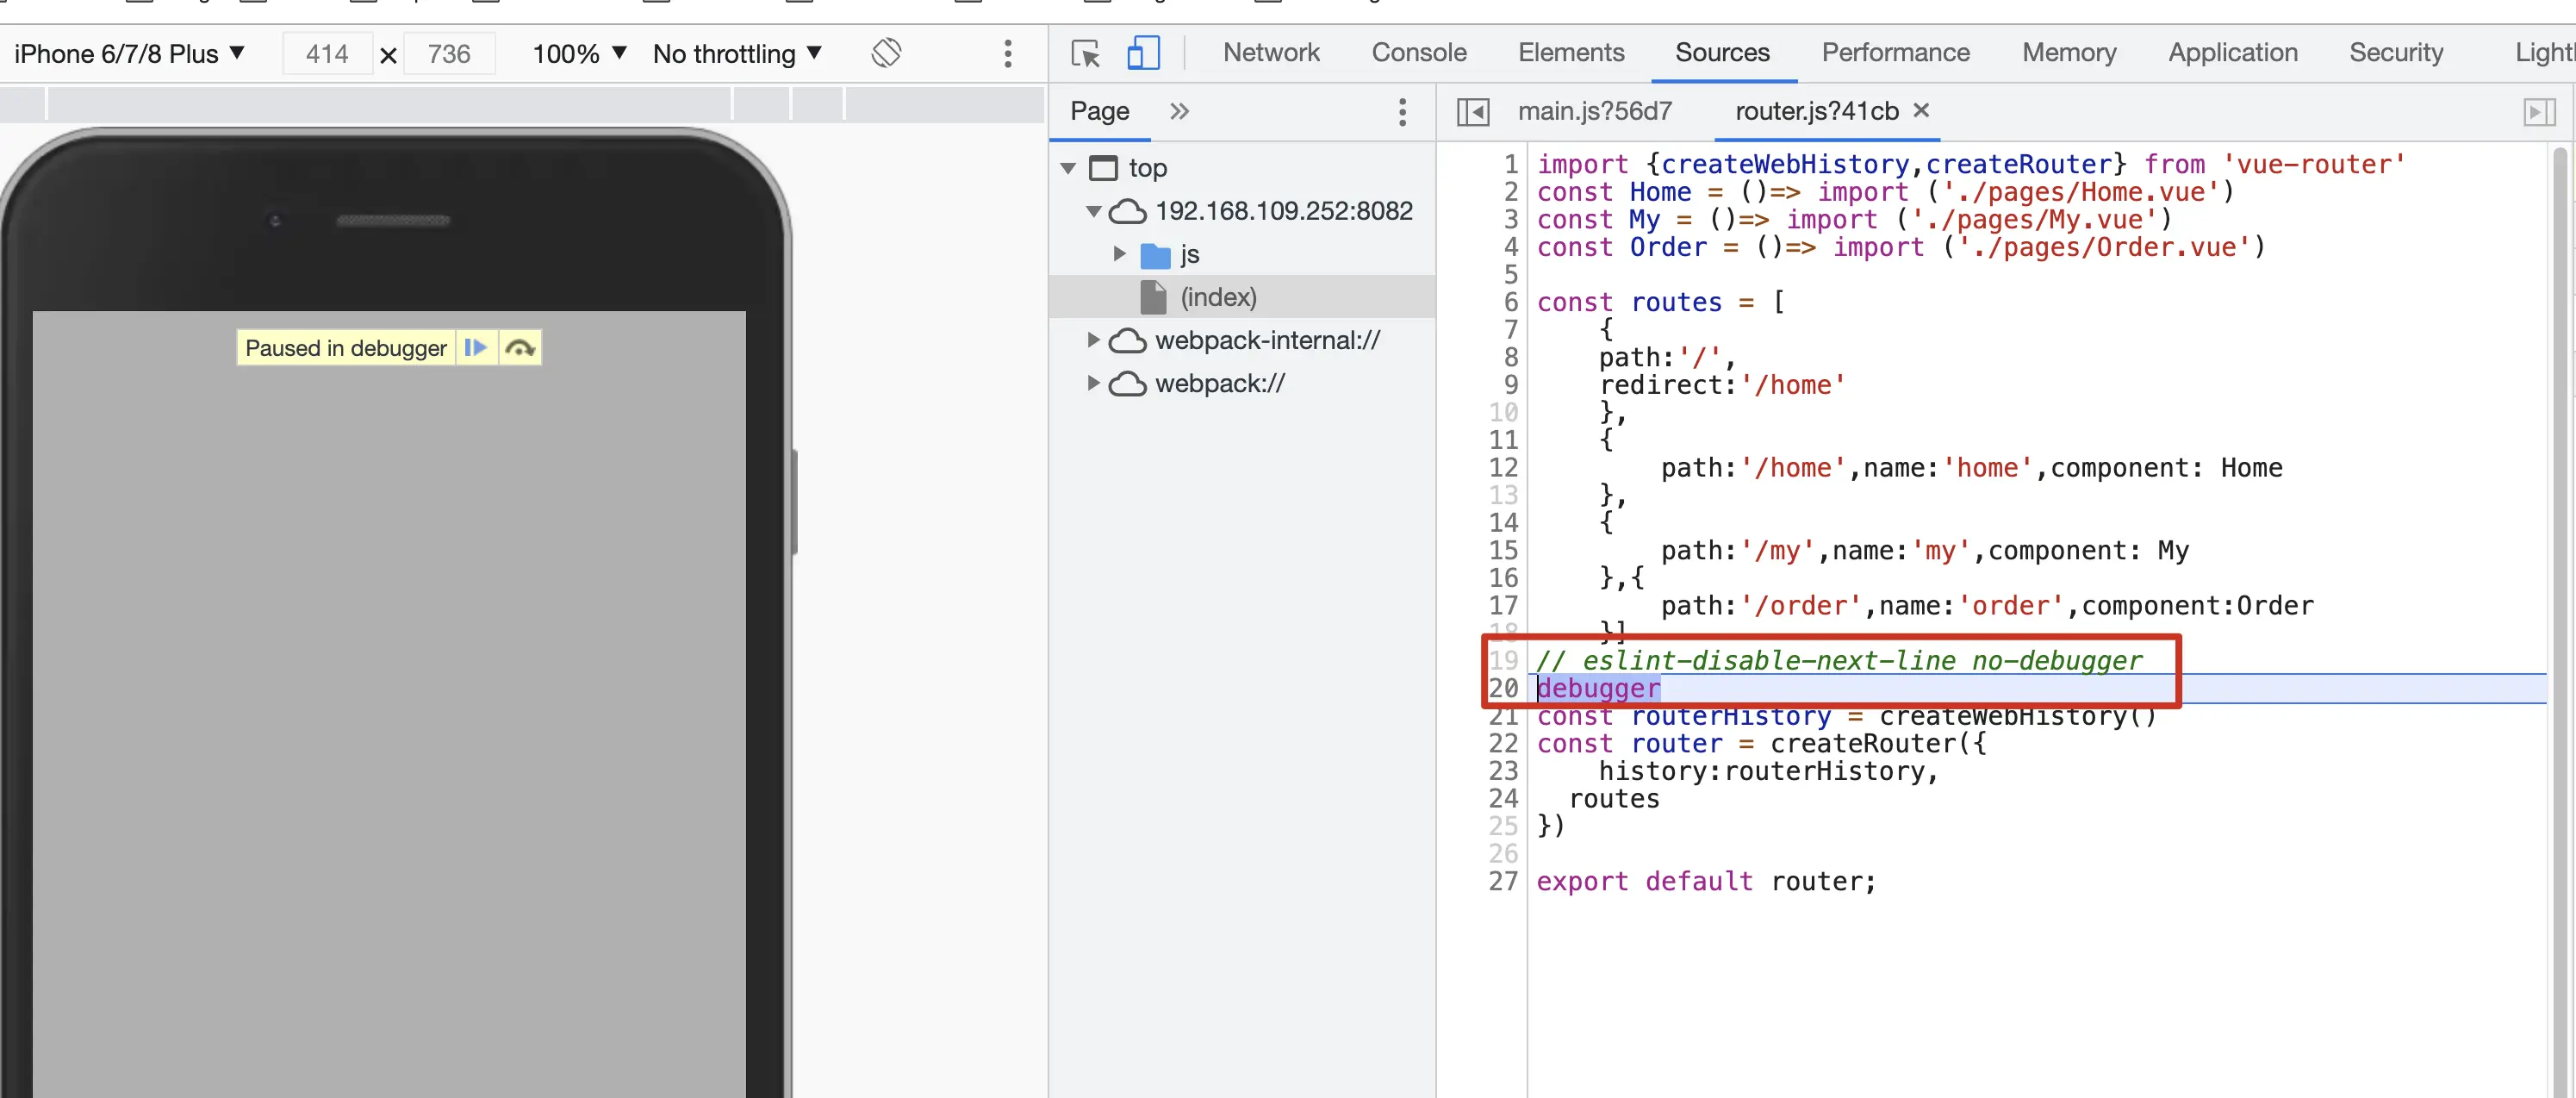 iPhone 6/7/8 Plus ▼ 414 × 736 100% ▼ No throttling ▼
Network Console Elements Sources Performance Memory Application Security Light
Page »
main.js?56d7 router.js?41cb ×
Paused in debugger
top
192.168.109.252:8082
js
(index)
webpack-internal://
webpack://
1 import {createWebHistory,createRouter} from 'vue-router'
2 const Home = ()=> import ('./pages/Home.vue')
3 const My = ()=> import ('./pages/My.vue')
4 const Order = ()=> import ('./pages/Order.vue')
5
6 const routes = [
7     {
8     path:'/',
9     redirect:'/home'
10     },
11     {
12         path:'/home',name:'home',component: Home
13     },
14     {
15         path:'/my',name:'my',component: My
16     },{
17         path:'/order',name:'order',component:Order
18     }]
19 // eslint-disable-next-line no-debugger
20 debugger
21 const routerHistory = createWebHistory()
22 const router = createRouter({
23     history:routerHistory,
24   routes
25 })
26
27 export default router;